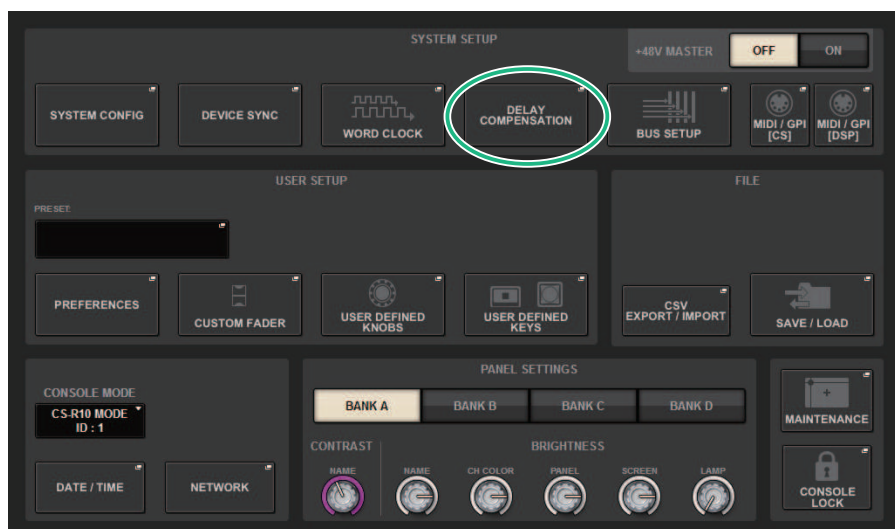 SYSTEM SETUP
+48V MASTER
OFF
ON
SYSTEM CONFIG
DEVICE SYNC
WORD CLOCK
DELAY
COMPENSATION
BUS SETUP
MIDI / GPI
[CS]
MIDI / GPI
[DSP]
USER SETUP
PRESET
PREFERENCES
CUSTOM FADER
USER DEFINED
KNOBS
USER DEFINED
KEYS
FILE
CSV
EXPORT / IMPORT
SAVE / LOAD
CONSOLE MODE
CS-R10 MODE
ID : 1
DATE / TIME
NETWORK
PANEL SETTINGS
BANK A
BANK B
BANK C
BANK D
CONTRAST
BRIGHTNESS
NAME
NAME
CH COLOR
PANEL
SCREEN
LAMP
MAINTENANCE
CONSOLE
LOCK